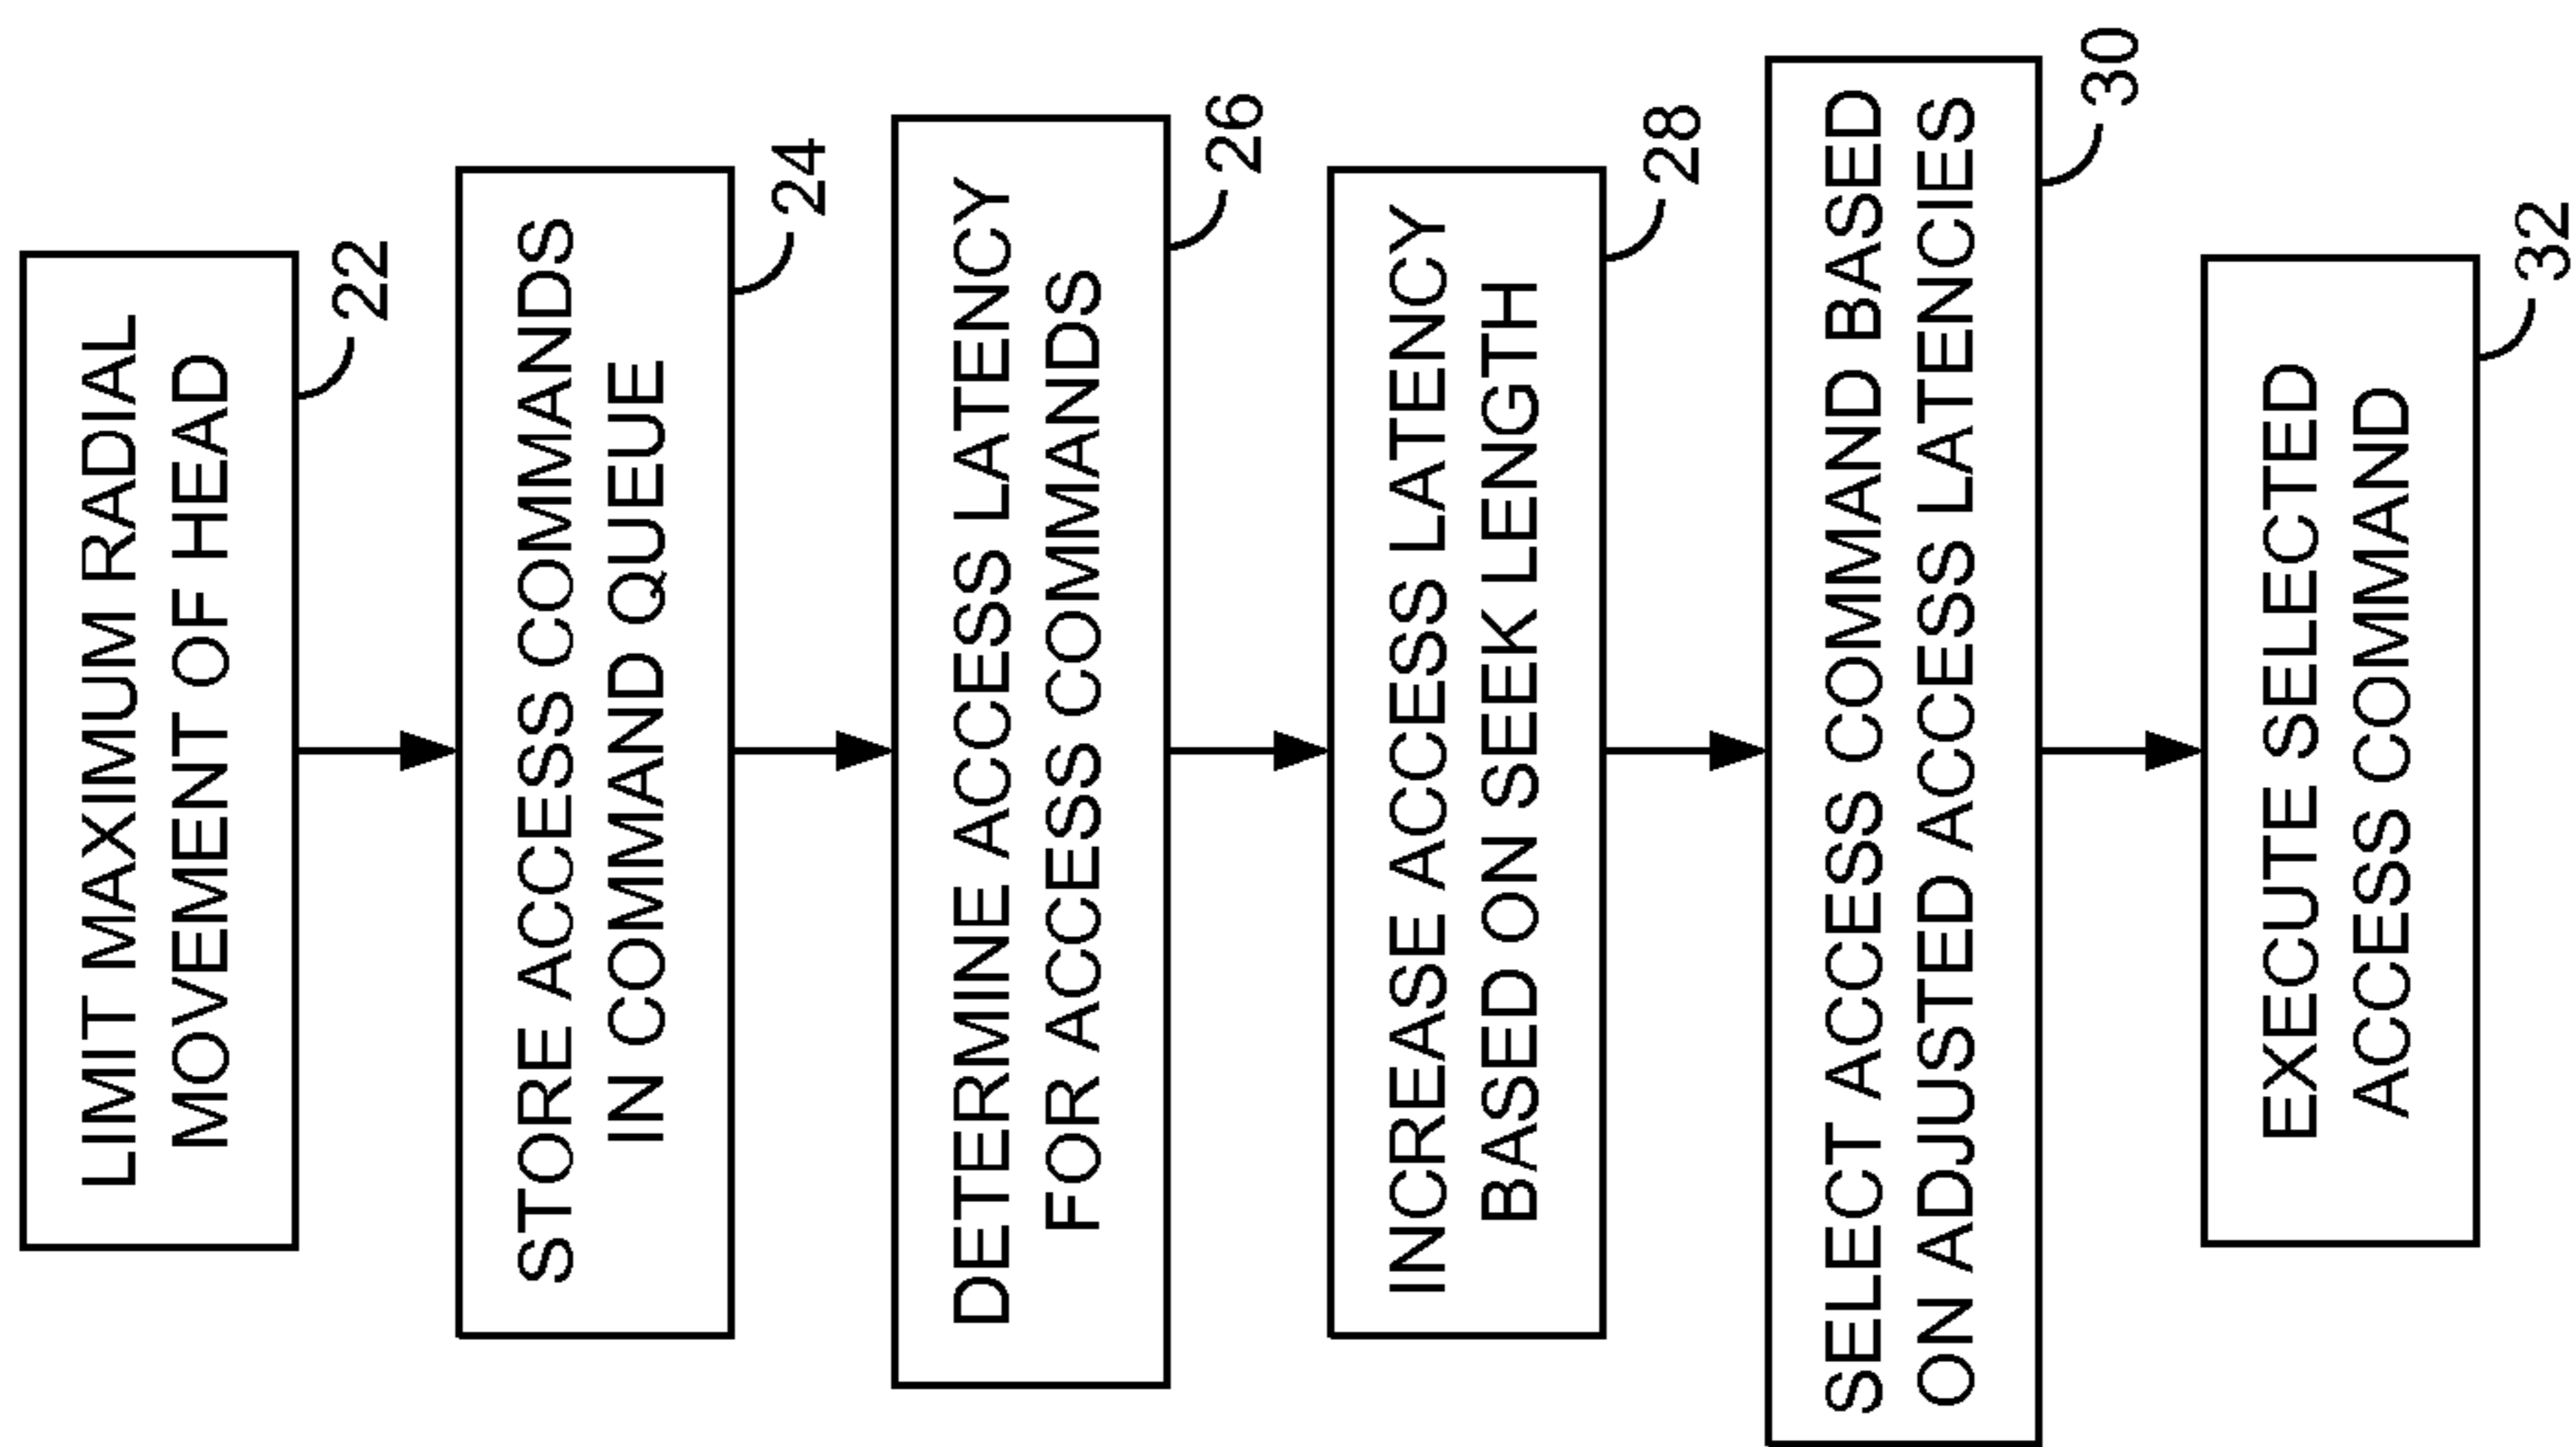 LIMIT MAXIMUM RADIAL
MOVEMENT OF HEAD
22
STORE ACCESS COMMANDS
IN COMMAND QUEUE
24
DETERMINE ACCESS LATENCY
FOR ACCESS COMMANDS
26
INCREASE ACCESS LATENCY
BASED ON SEEK LENGTH
28
SELECT ACCESS COMMAND BASED
ON ADJUSTED ACCESS LATENCIES
30
EXECUTE SELECTED
ACCESS COMMAND
32